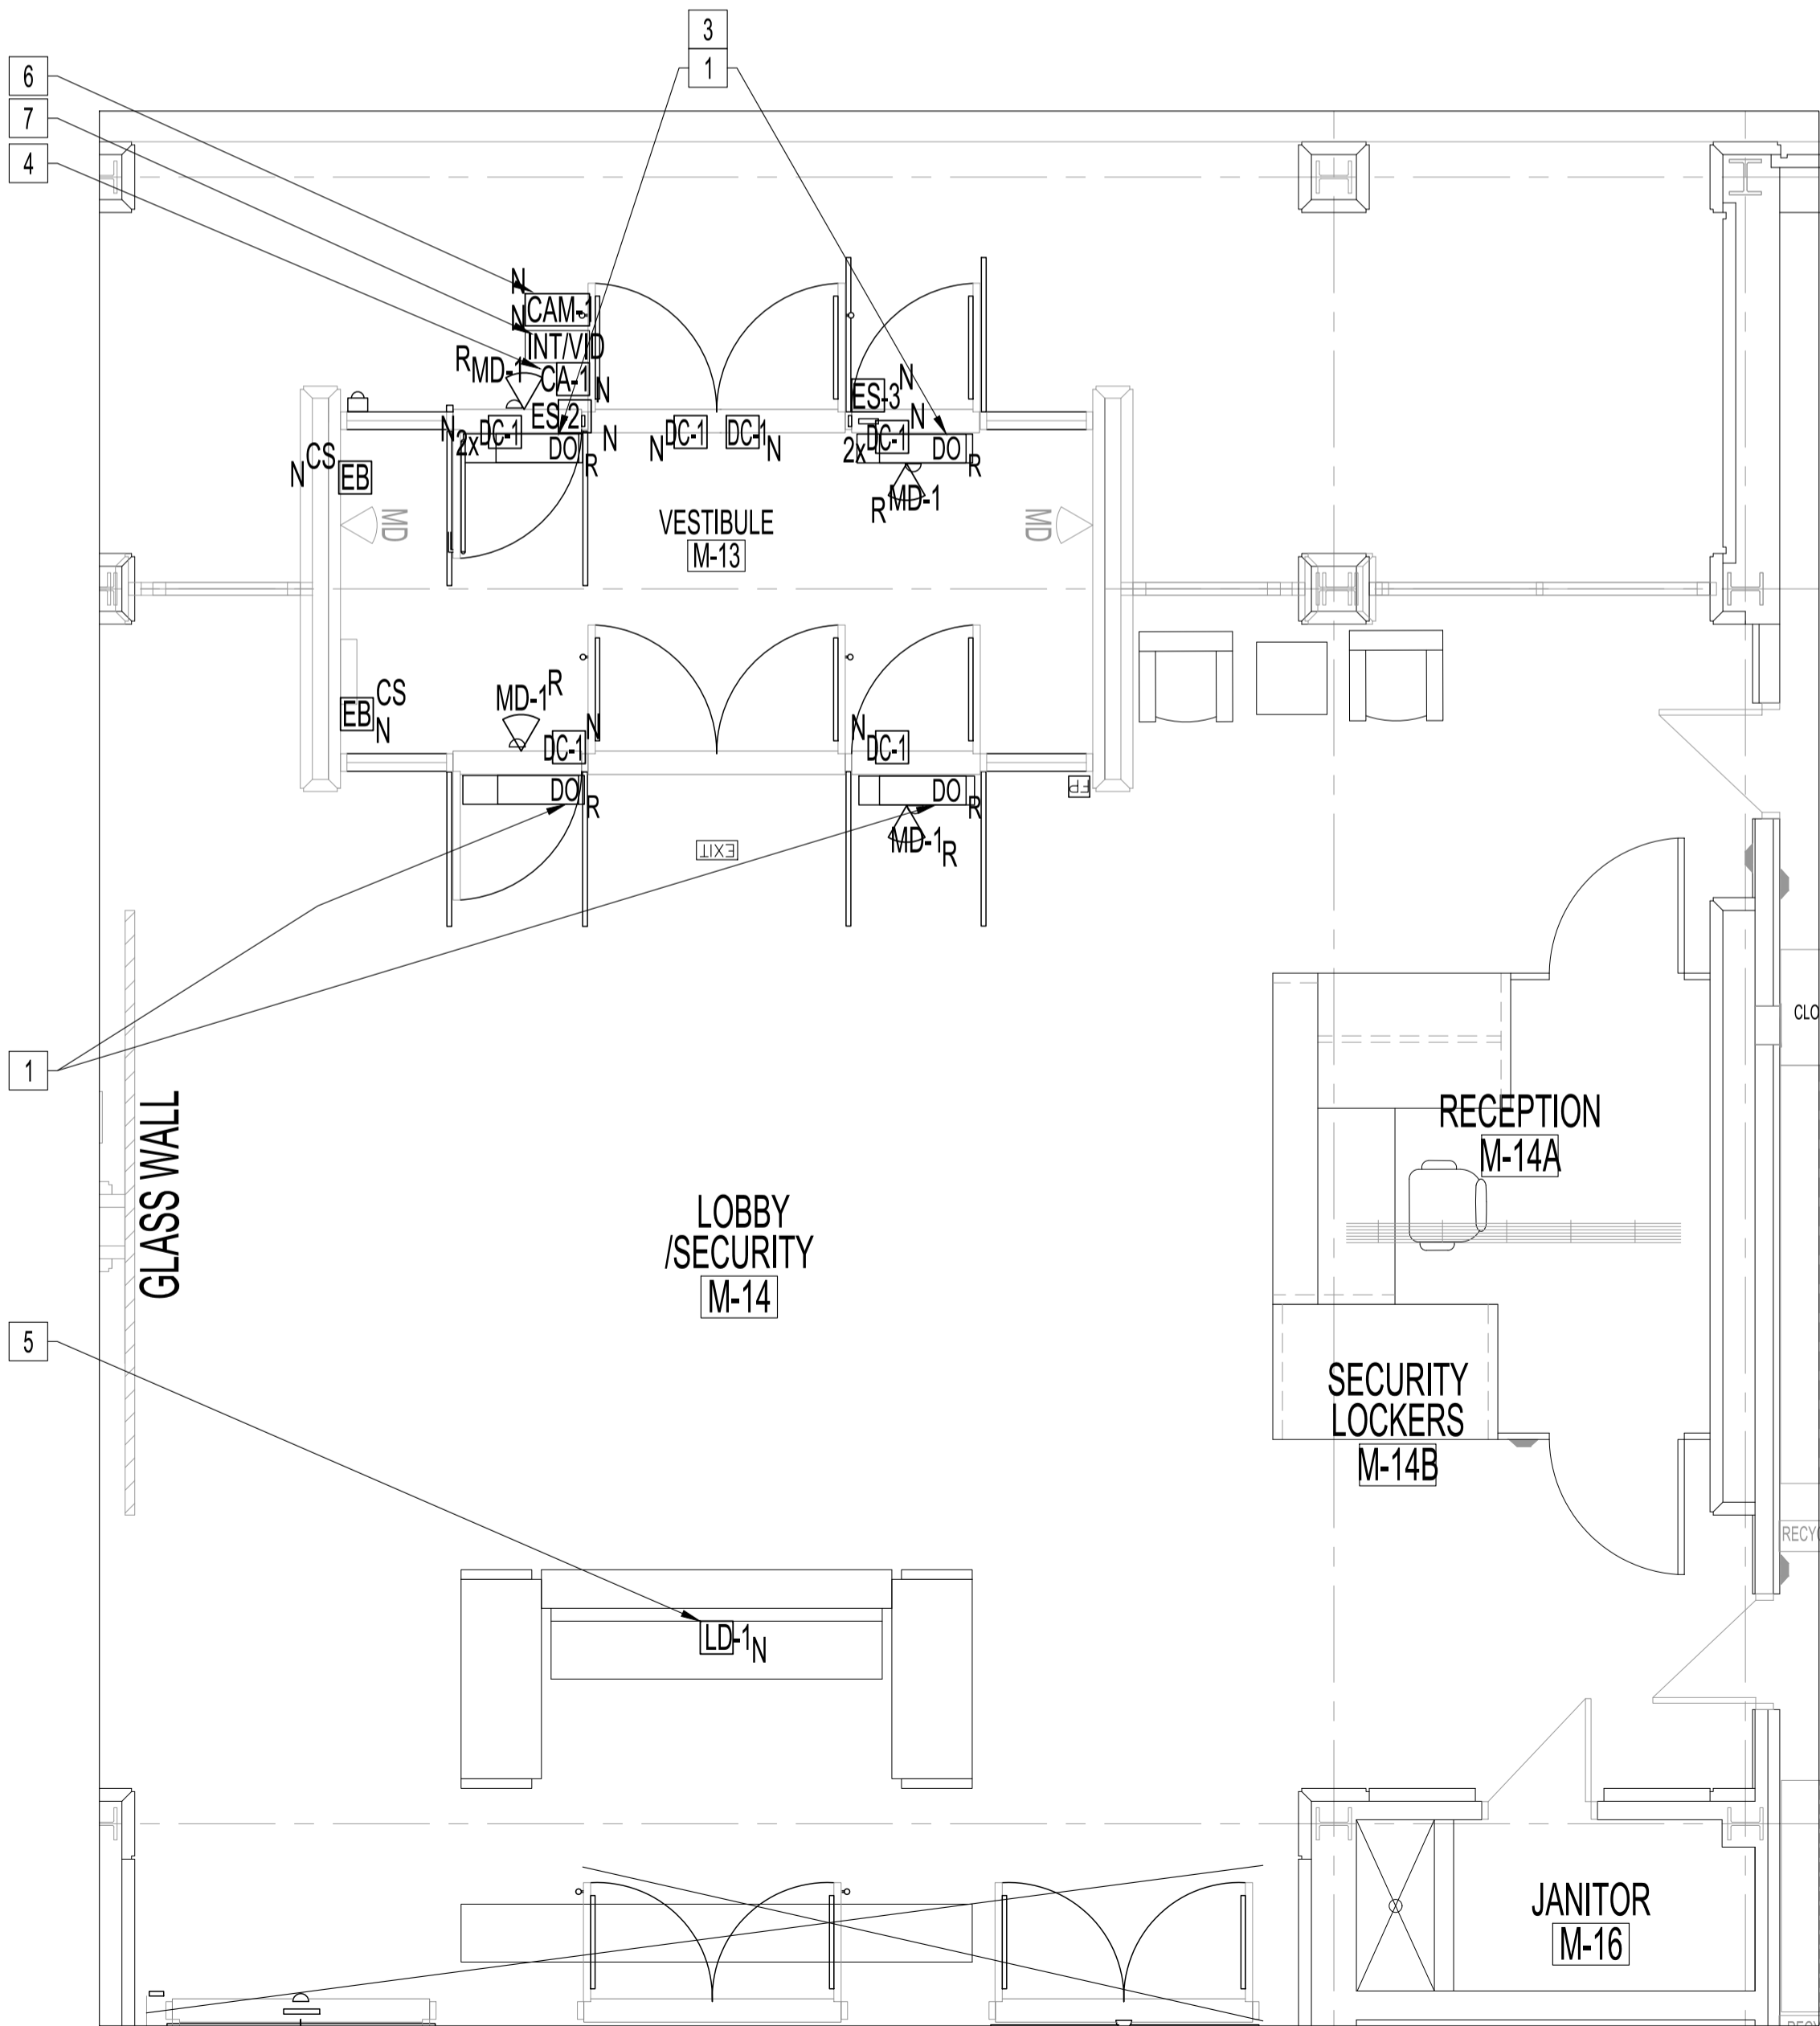 3
1
6
7
4
N
CAM-1
N
INT/VID
R
MD-1
CA-1
N
ES-2
N
ES-3
N
N
2x
DC-1
DO
N
R
DC-1
N
DC-1
N
2x
DC-1
DO
R
CS
N
EB
MD
R
MD-1
MD
VESTIBULE
M-13
MD-1
R
CS
EB
N
DC-1
N
N
DC-1
DO
R
DO
R
MD-1
R
EXIT
FP
1
CLO
GLASS WALL
RECEPTION
M-14A
LOBBY
/SECURITY
M-14
5
SECURITY
LOCKERS
M-14B
RECYC
LD-1
N
JANITOR
M-16